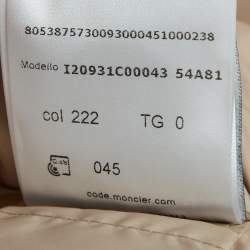 8053875730093000451000238
Modello I20931C00043 54A81
col 222 TG 0
045
code.moncler.com